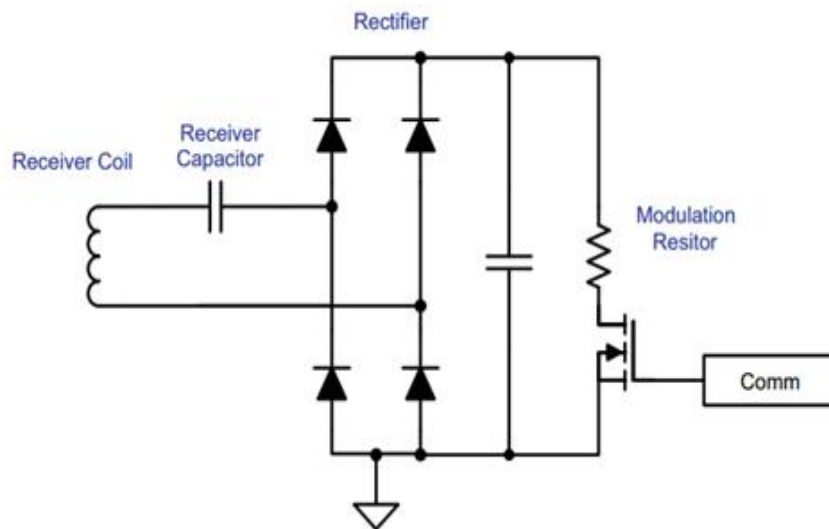 Rectifier
Receiver
Capacitor
Receiver Coil
Modulation
Resitor
Comm